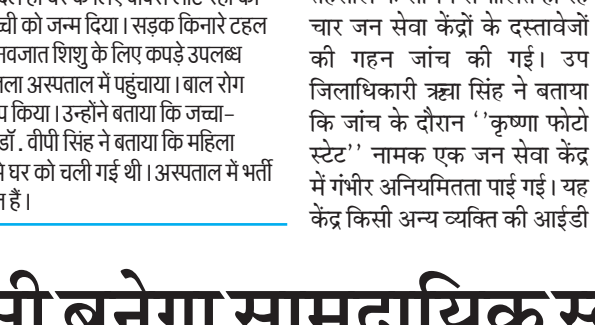 च्ची को जन्म दिया। सड़क किनारे टहल
नवजात शिशु के लिए कपड़े उपलब्ध
ला अस्पताल में पहुंचाया। बाल रोग
प किया। उन्होंने बताया कि जच्चा-
डॉ. वीपी सिंह ने बताया कि महिला
घर को चली गई थी। अस्पताल में भर्ती
हैं।
चार जन सेवा केंद्रों के दस्तावेजों
की गहन जांच की गई। उप
जिलाधिकारी ऋचा सिंह ने बताया
कि जांच के दौरान ‘’कृष्णा फोटो
स्टेट’’ नामक एक जन सेवा केंद्र
में गंभीर अनियमितता पाई गई। यह
केंद्र किसी अन्य व्यक्ति की आईडी
बनेगा सामुदायिक